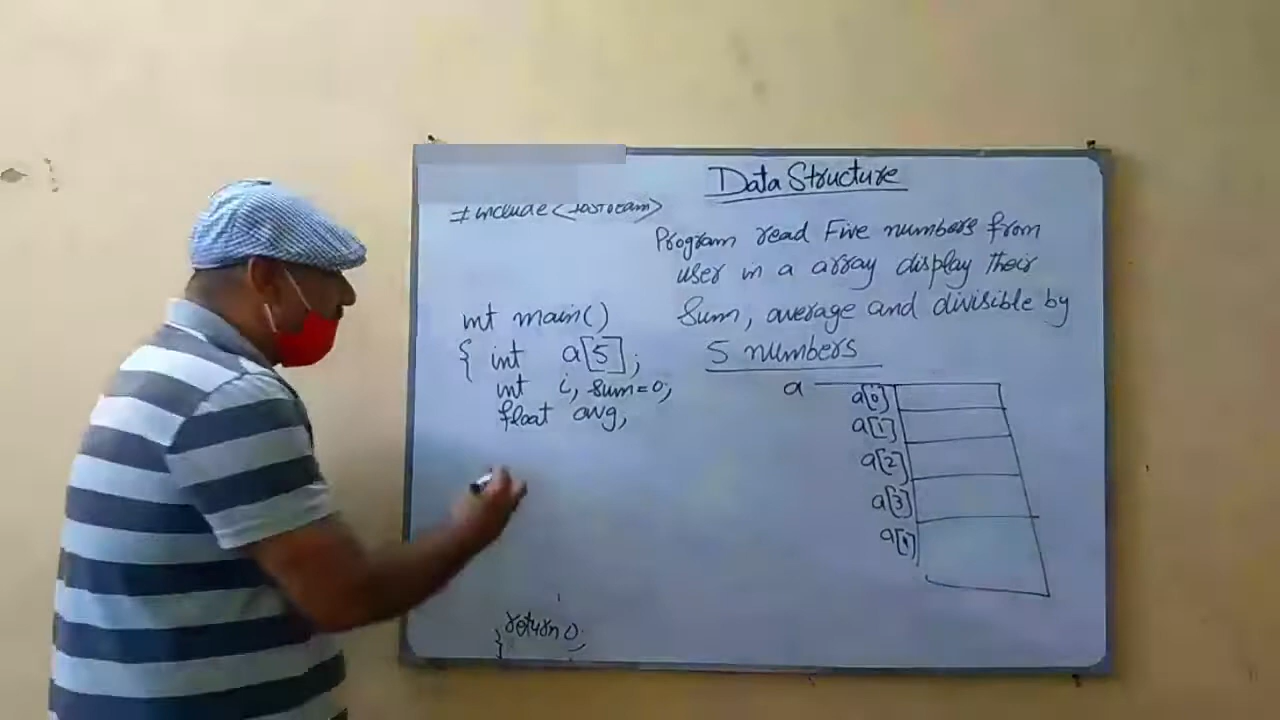 Data Structure
#include<iostream>
Program read Five numbers from
user in a array display their
Sum, average and divisible by
5 numbers
int main()
{ int a[5];
int i, sum=0;
float avg,
return 0;
}
a
a[0]
a[1]
a[2]
a[3]
a[4]